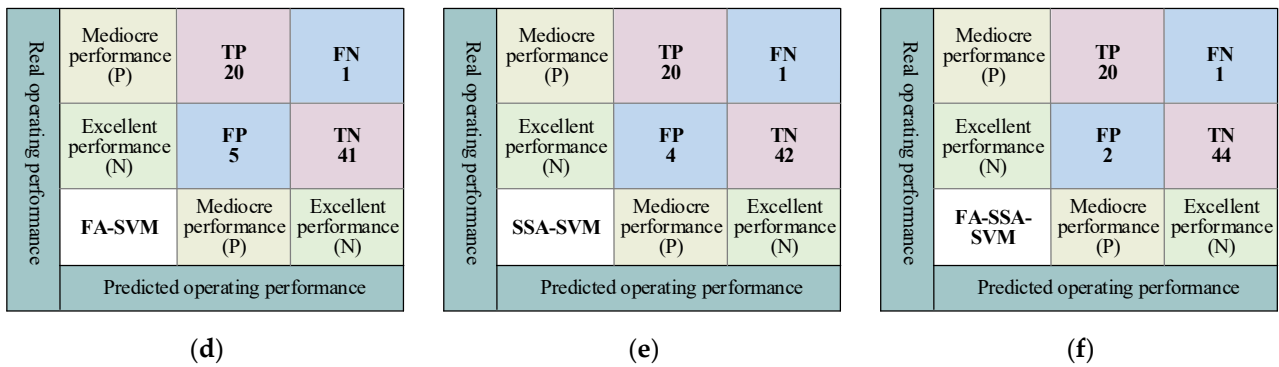 Real operating performance
Mediocre
performance
(P)
TP
20
FN
1
Excellent
performance
(N)
FP
5
TN
41
FA-SVM
Mediocre
performance
(P)
Excellent
performance
(N)
Predicted operating performance
(d)
Real operating performance
Mediocre
performance
(P)
TP
20
FN
1
Excellent
performance
(N)
FP
4
TN
42
SSA-SVM
Mediocre
performance
(P)
Excellent
performance
(N)
Predicted operating performance
(e)
Real operating performance
Mediocre
performance
(P)
TP
20
FN
1
Excellent
performance
(N)
FP
2
TN
44
FA-SSA-
SVM
Mediocre
performance
(P)
Excellent
performance
(N)
Predicted operating performance
(f)